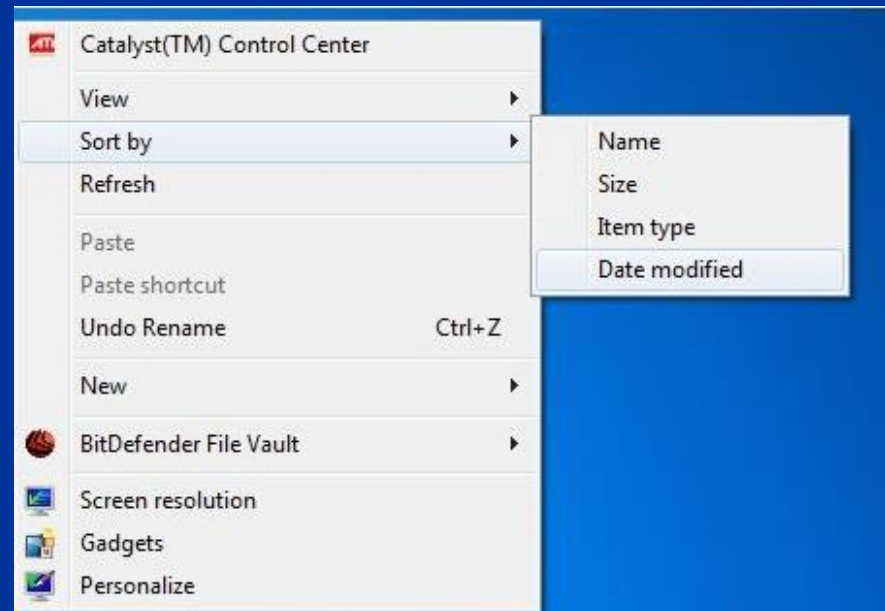 Catalyst(TM) Control Center
View
Sort by
Refresh
Paste
Paste shortcut
Undo Rename Ctrl+Z
New
BitDefender File Vault
Screen resolution
Gadgets
Personalize
Name
Size
Item type
Date modified